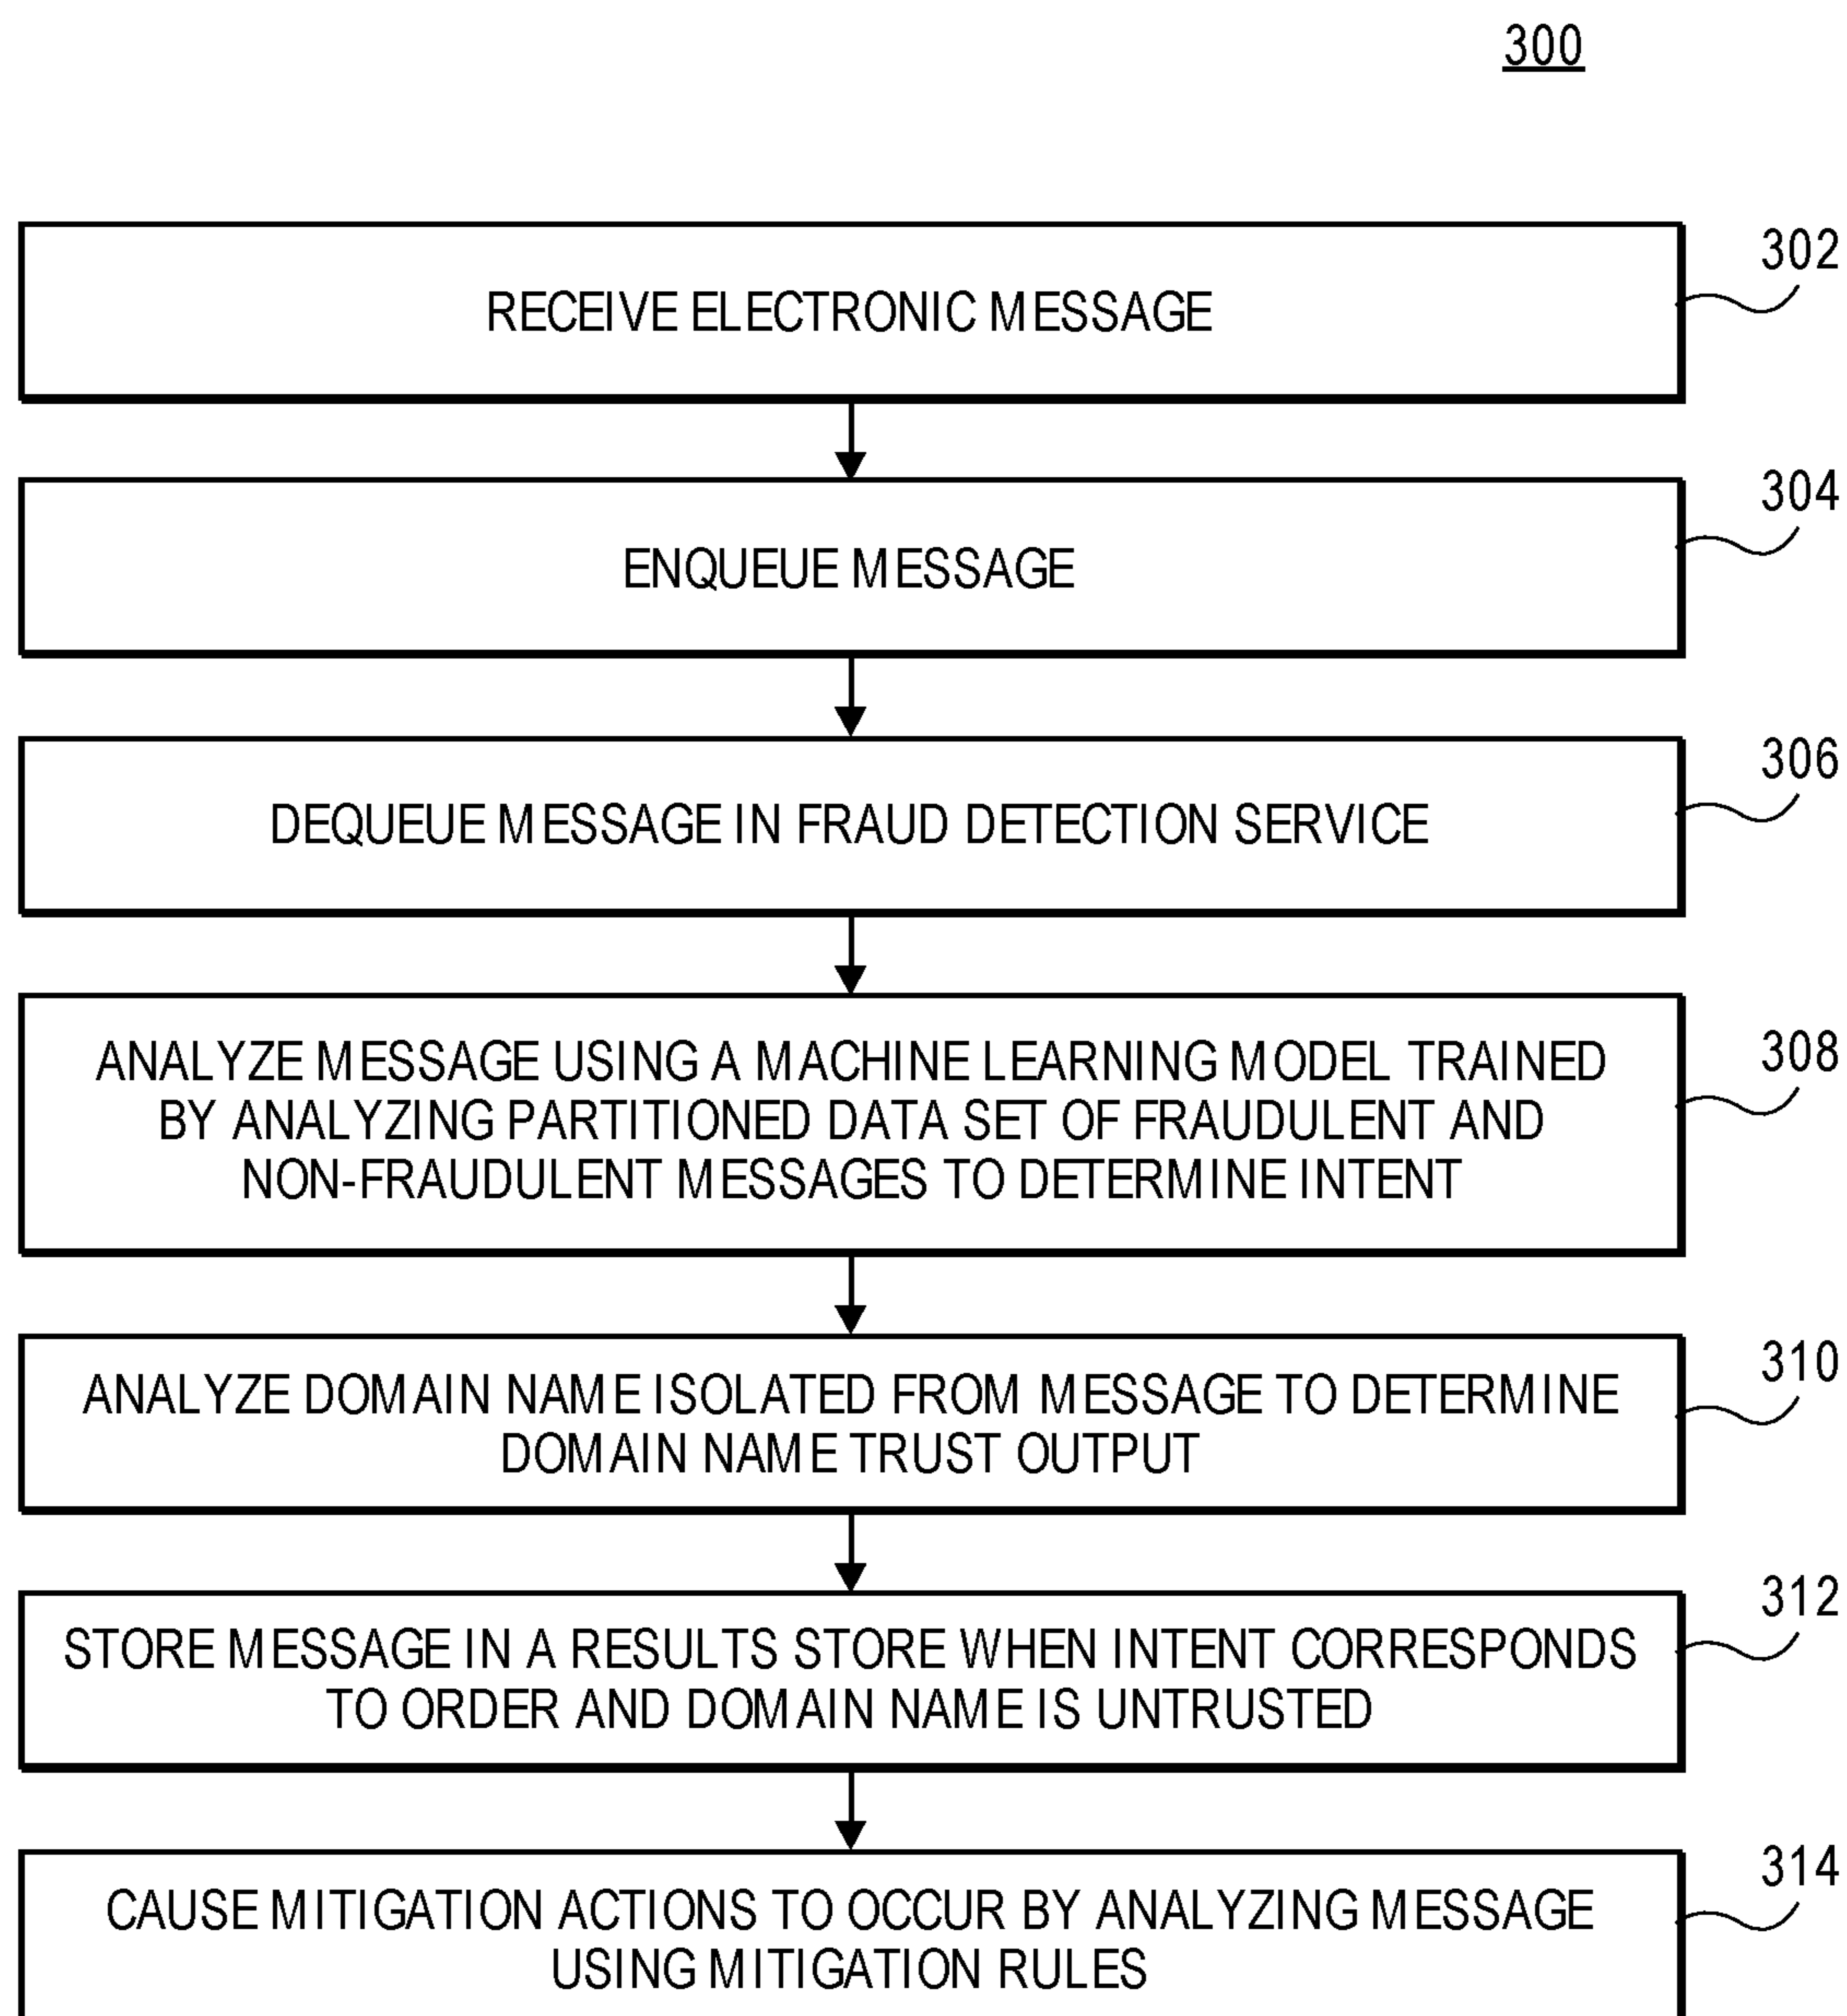 300
302
RECEIVE ELECTRONIC MESSAGE
304
ENQUEUE MESSAGE
306
DEQUEUE MESSAGE IN FRAUD DETECTION SERVICE
308
ANALYZE MESSAGE USING A MACHINE LEARNING MODEL TRAINED
BY ANALYZING PARTITIONED DATA SET OF FRAUDULENT AND
NON-FRAUDULENT MESSAGES TO DETERMINE INTENT
310
ANALYZE DOMAIN NAME ISOLATED FROM MESSAGE TO DETERMINE
DOMAIN NAME TRUST OUTPUT
312
STORE MESSAGE IN A RESULTS STORE WHEN INTENT CORRESPONDS
TO ORDER AND DOMAIN NAME IS UNTRUSTED
314
CAUSE MITIGATION ACTIONS TO OCCUR BY ANALYZING MESSAGE
USING MITIGATION RULES